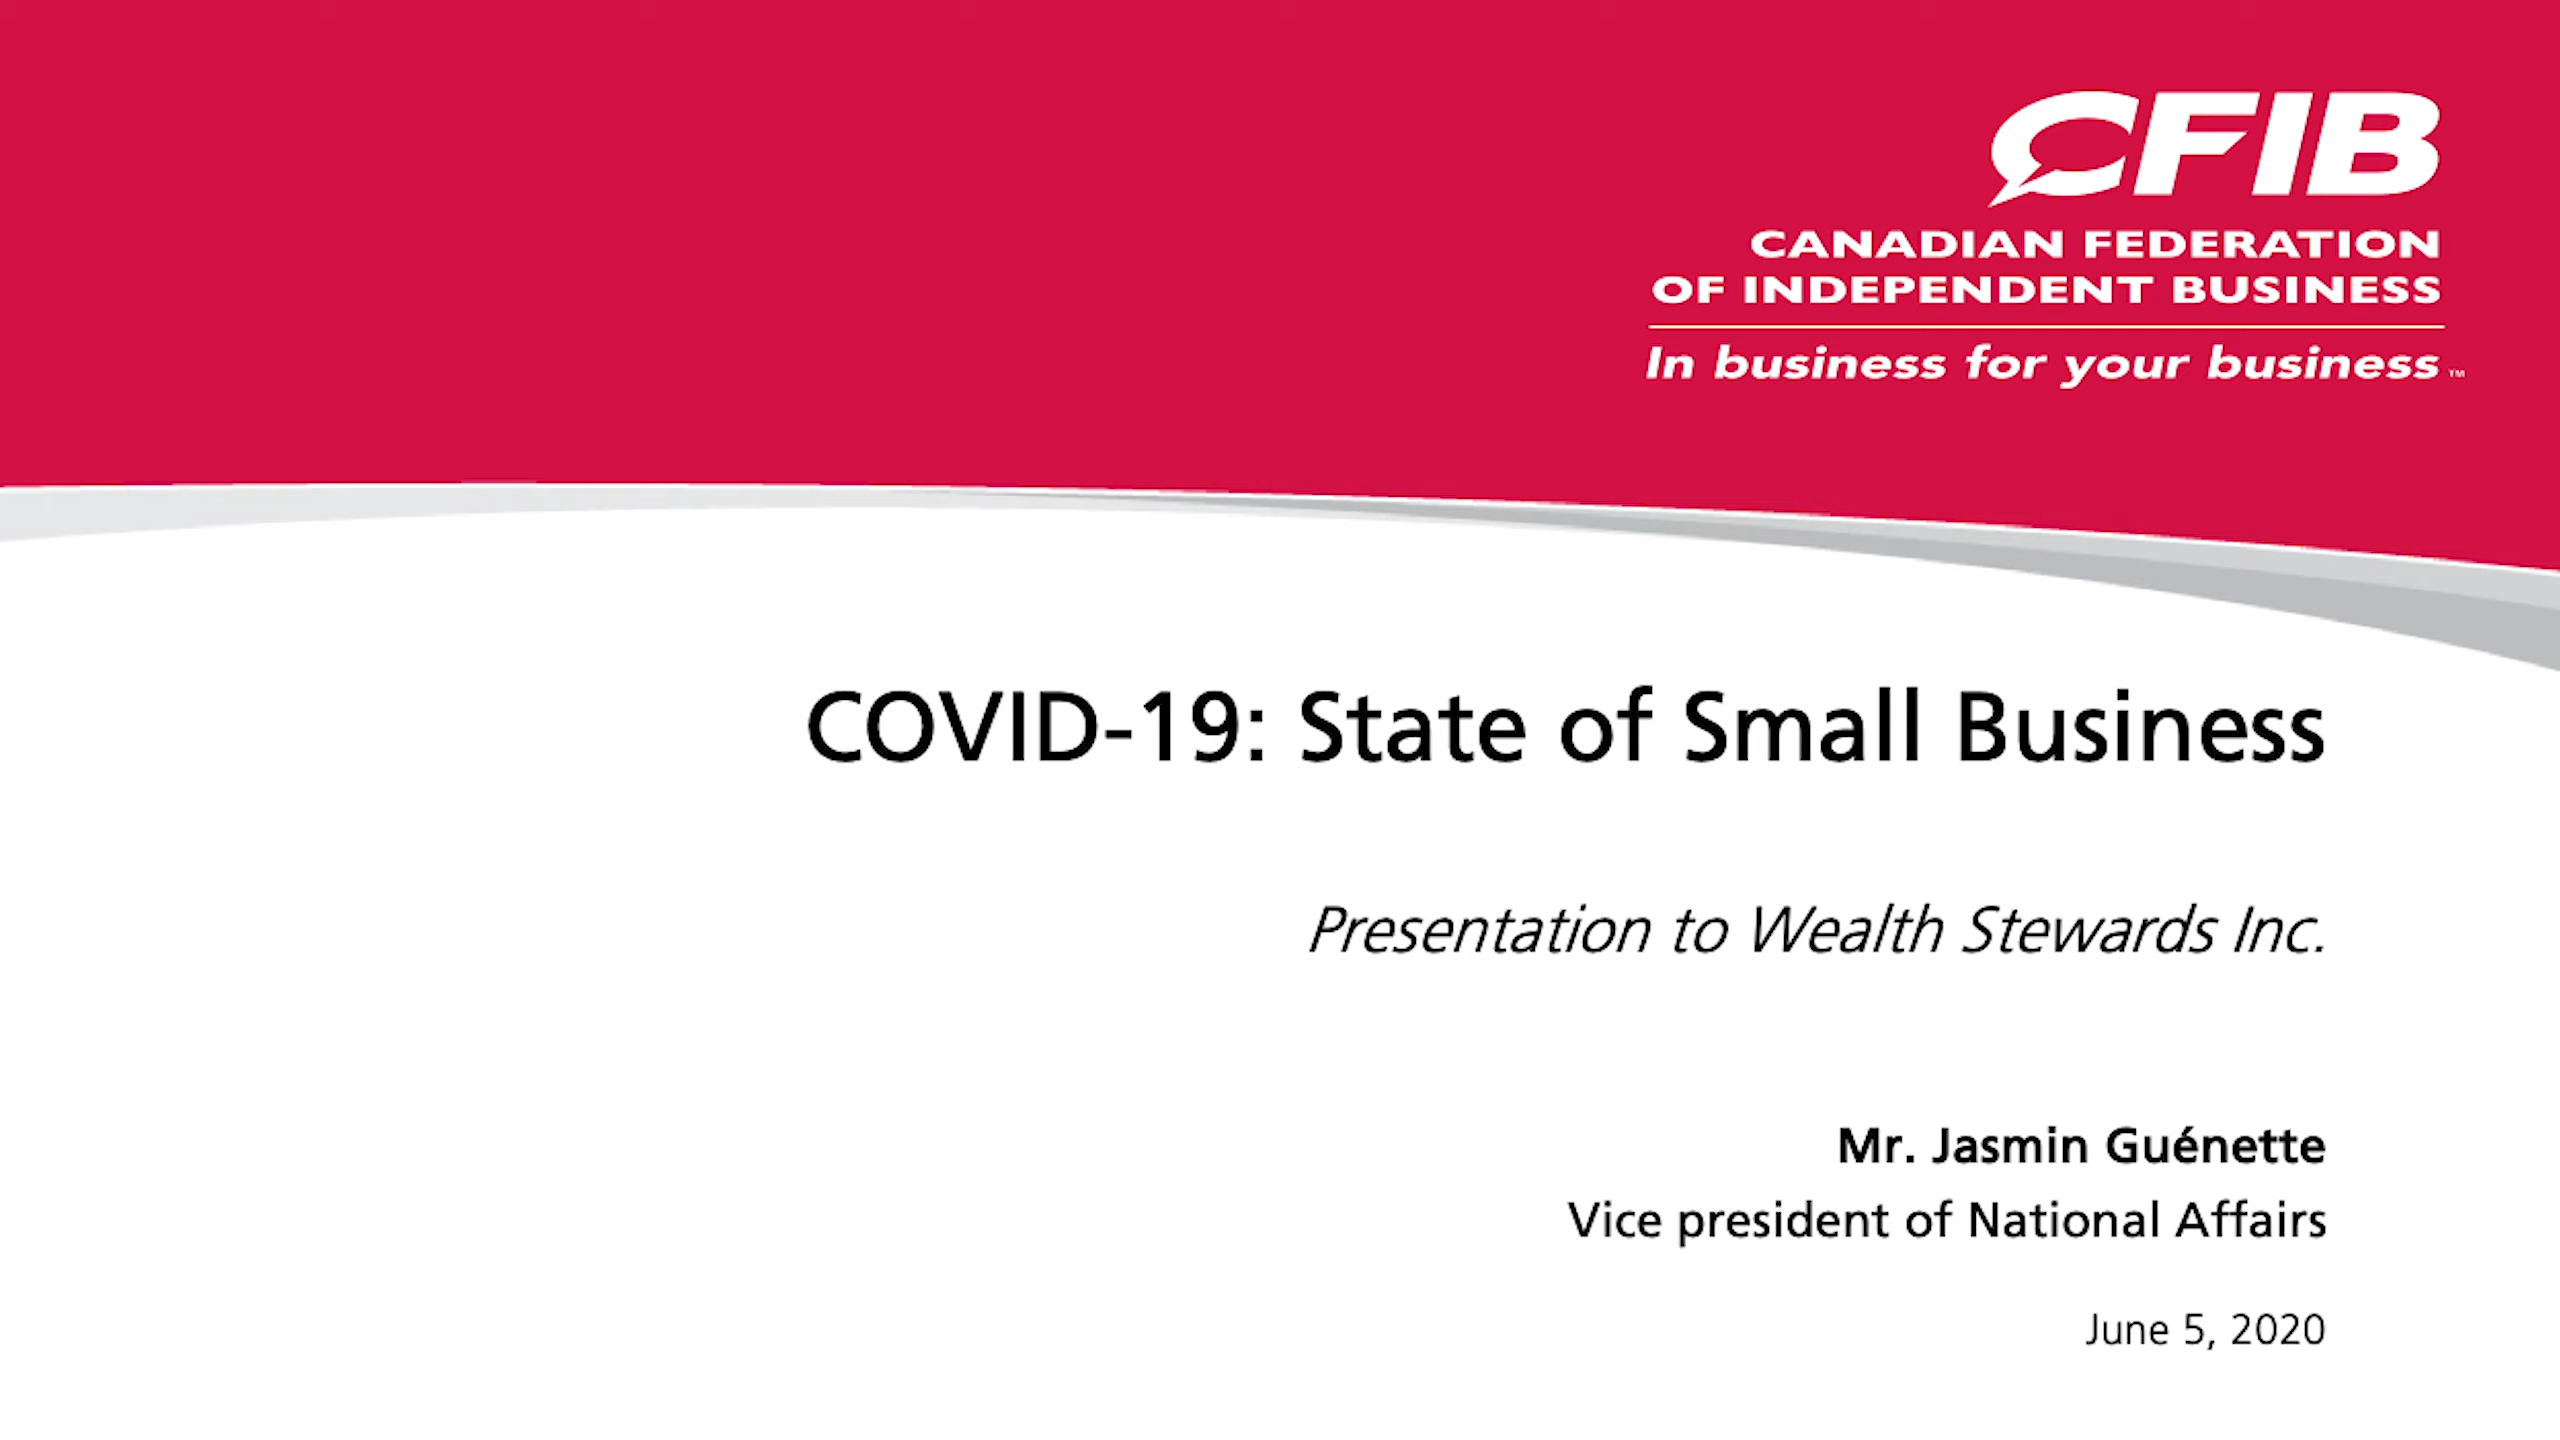 CFIB
CANADIAN FEDERATION
OF INDEPENDENT BUSINESS
In business for your business™
COVID-19: State of Small Business
Presentation to Wealth Stewards Inc.
Mr. Jasmin Guénette
Vice president of National Affairs
June 5, 2020